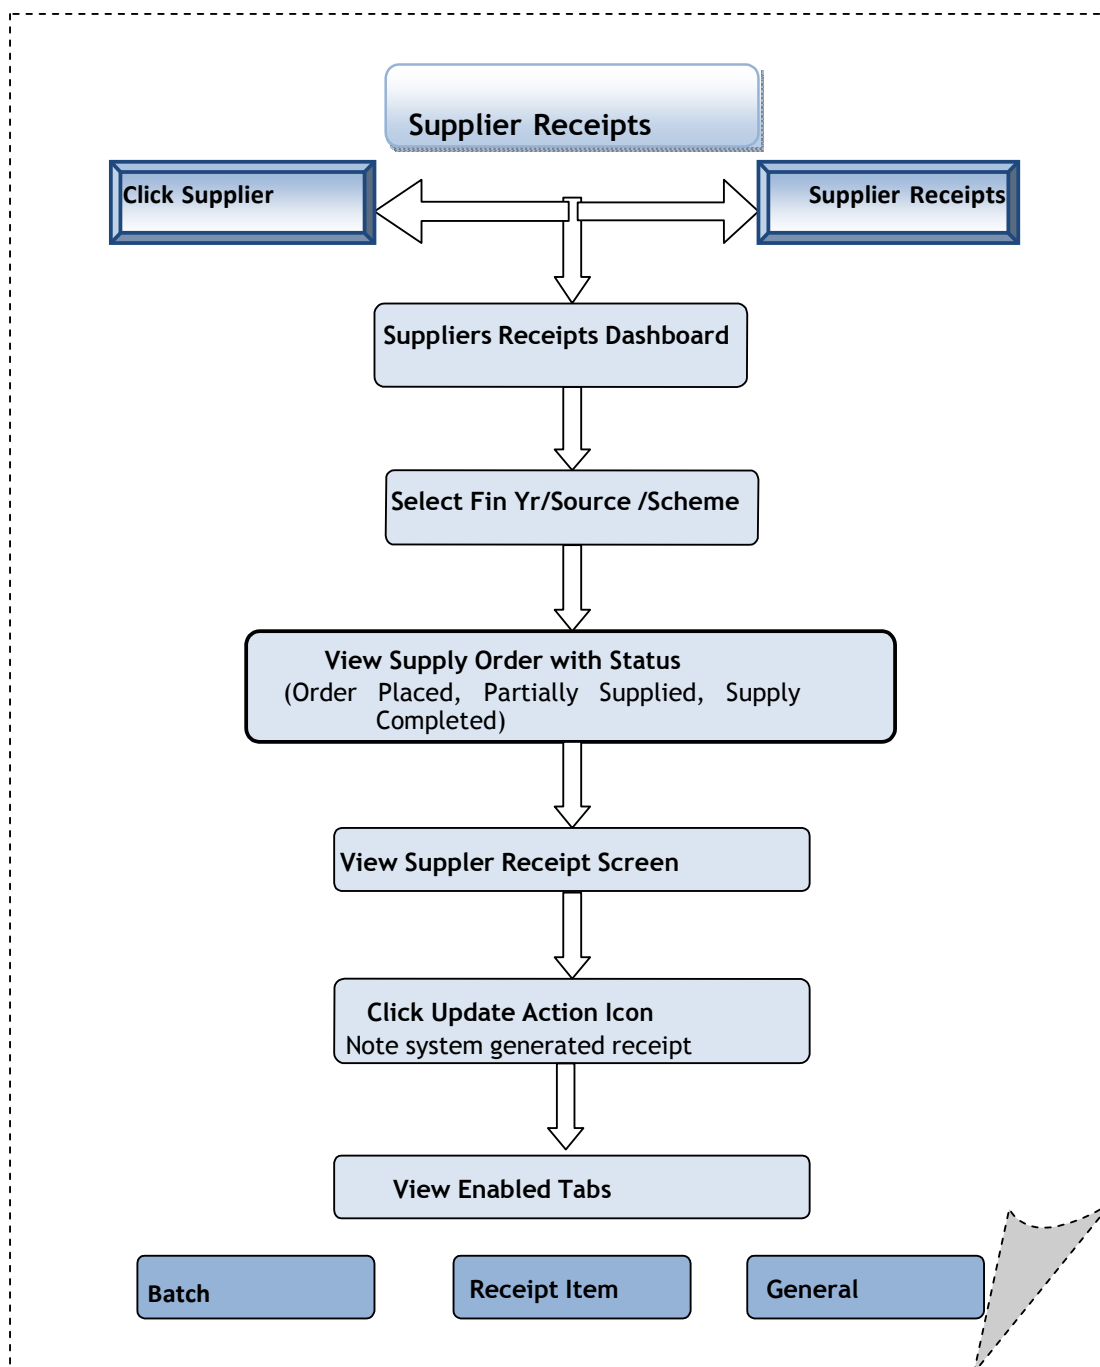 Supplier Receipts
Click Supplier
Supplier Receipts
Suppliers Receipts Dashboard
Select Fin Yr/Source /Scheme
View Supply Order with Status
(Order Placed, Partially Supplied, Supply
Completed)
View Suppler Receipt Screen
Click Update Action Icon
Note system generated receipt
View Enabled Tabs
Batch
Receipt Item
General